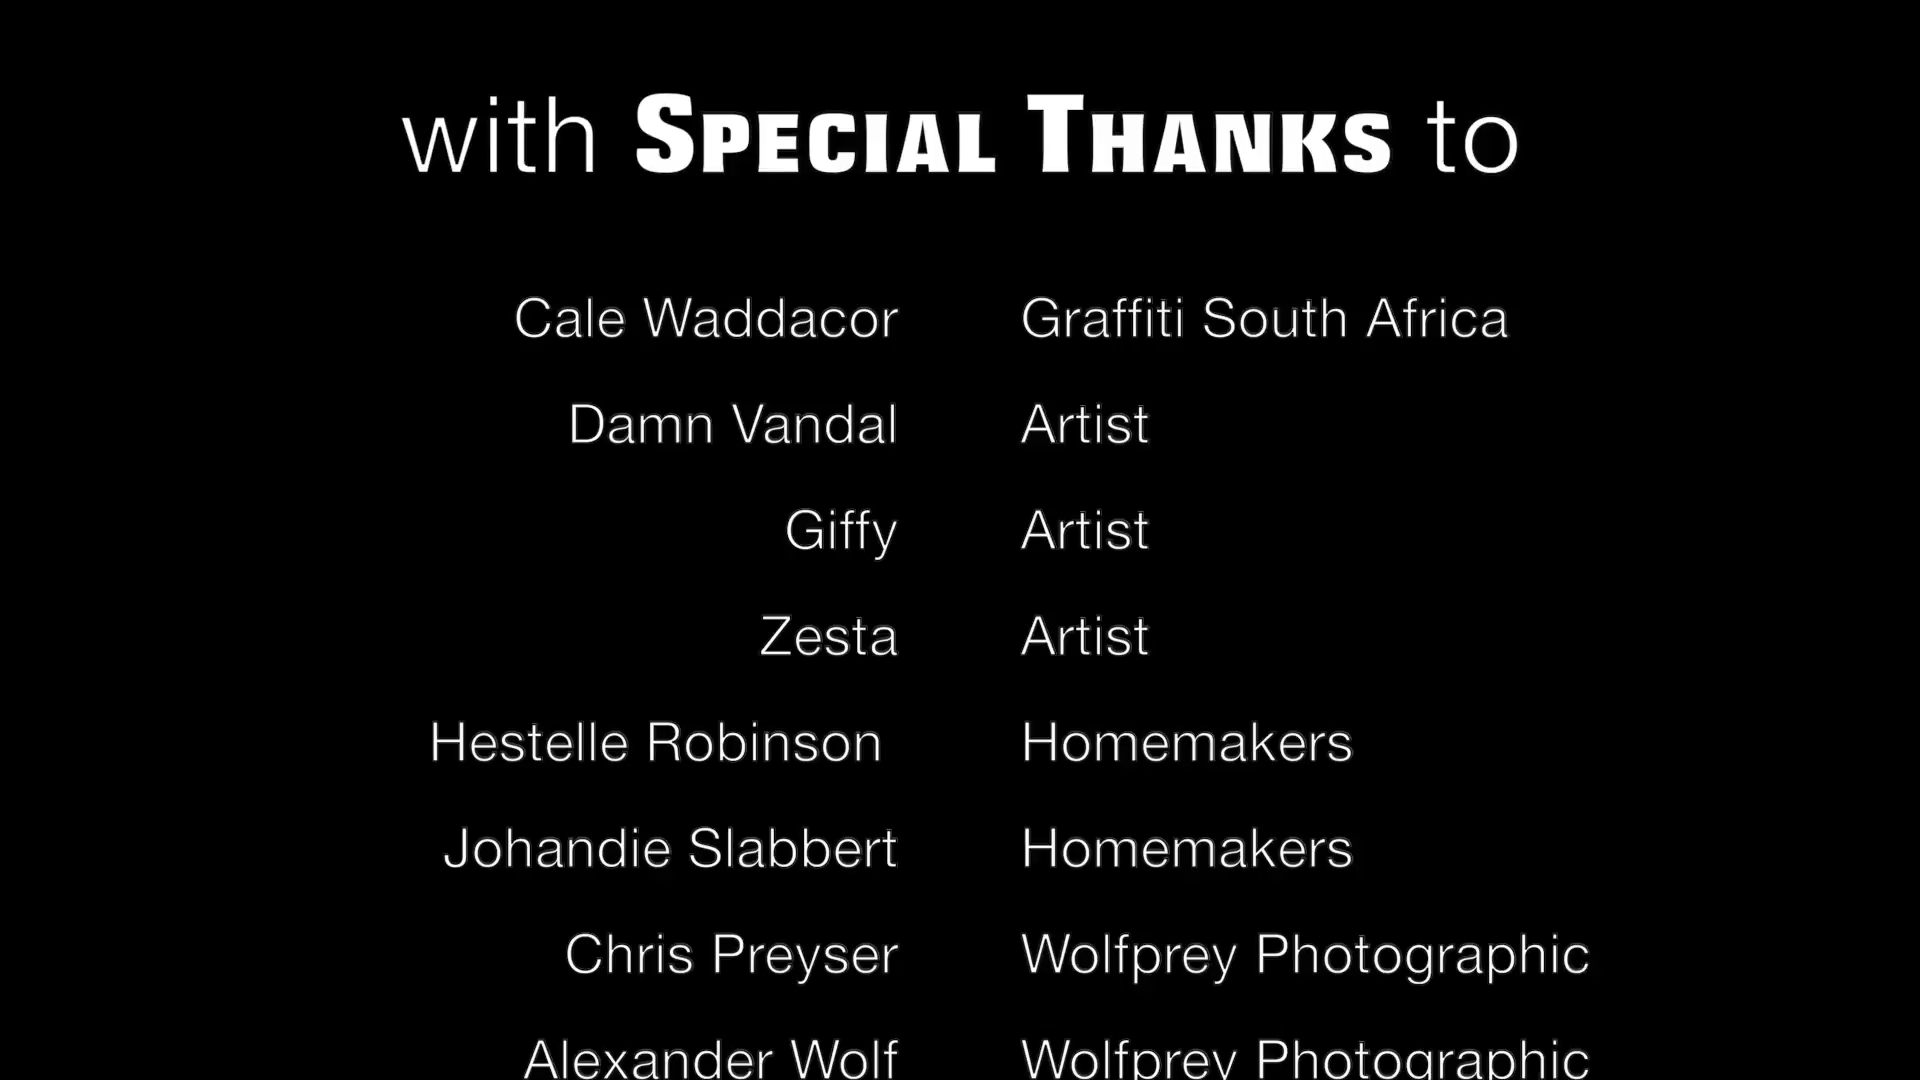 with SPECIAL THANKS to
Cale Waddacor Graffiti South Africa
Damn Vandal Artist
Giffy Artist
Zesta Artist
Hestelle Robinson Homemakers
Johandie Slabbert Homemakers
Chris Preyser Wolfprey Photographic
Alexander Wolf Wolfprey Photographic